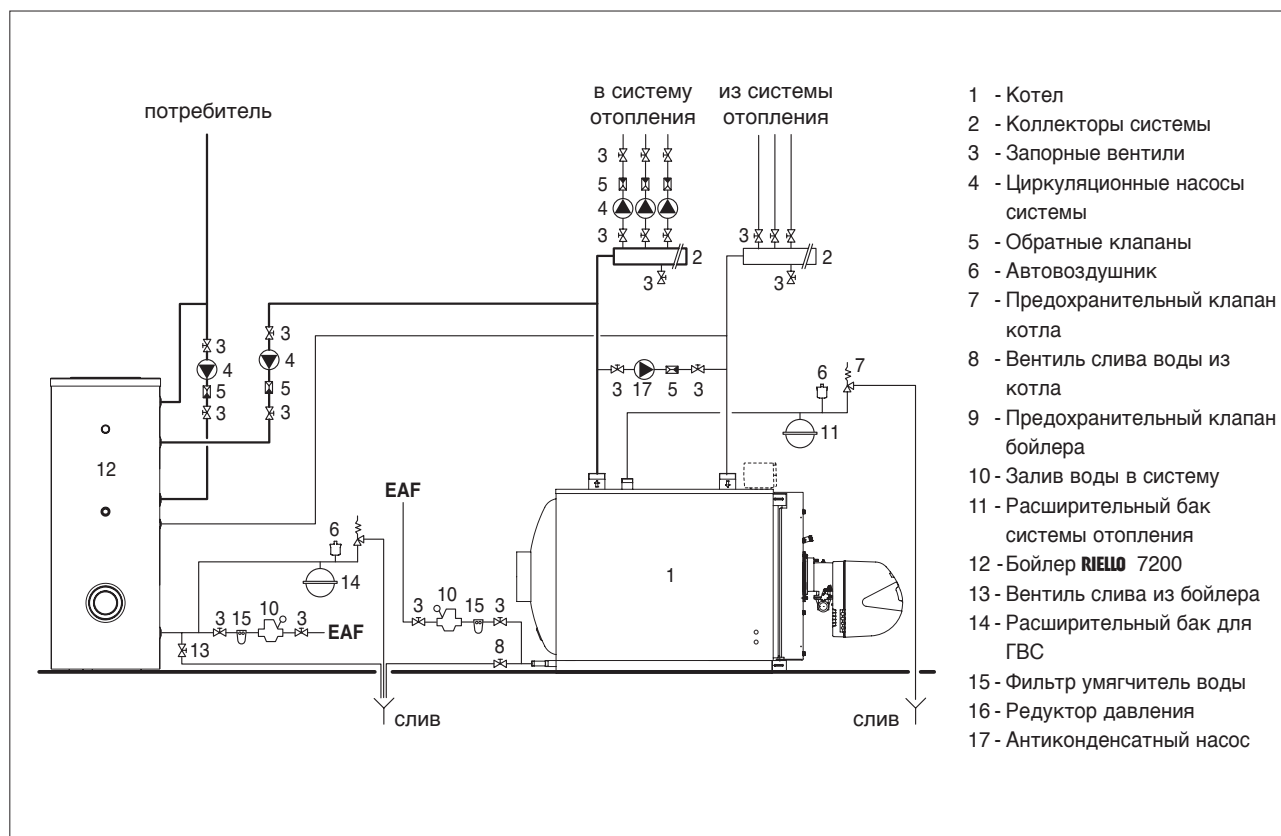 потребитель
в систему
отопления
из системы
отопления
3
5
4
3
2
3
3
2
3
3
4
5
3
3
4
5
3
3
17
5
3
6
7
11
12
EAF
6
14
3
15
10
3
EAF
13
3
10
15
3
8
1
слив
слив
1 - Котел
2 - Коллекторы системы
3 - Запорные вентили
4 - Циркуляционные насосы
системы
5 - Обратные клапаны
6 - Автовоздушник
7 - Предохранительный клапан
котла
8 - Вентиль слива воды из
котла
9 - Предохранительный клапан
бойлера
10 - Залив воды в систему
11 - Расширительный бак
системы отопления
12 - Бойлер RIELLO 7200
13 - Вентиль слива из бойлера
14 - Расширительный бак для
ГВС
15 - Фильтр умягчитель воды
16 - Редуктор давления
17 - Антиконденсатный насос